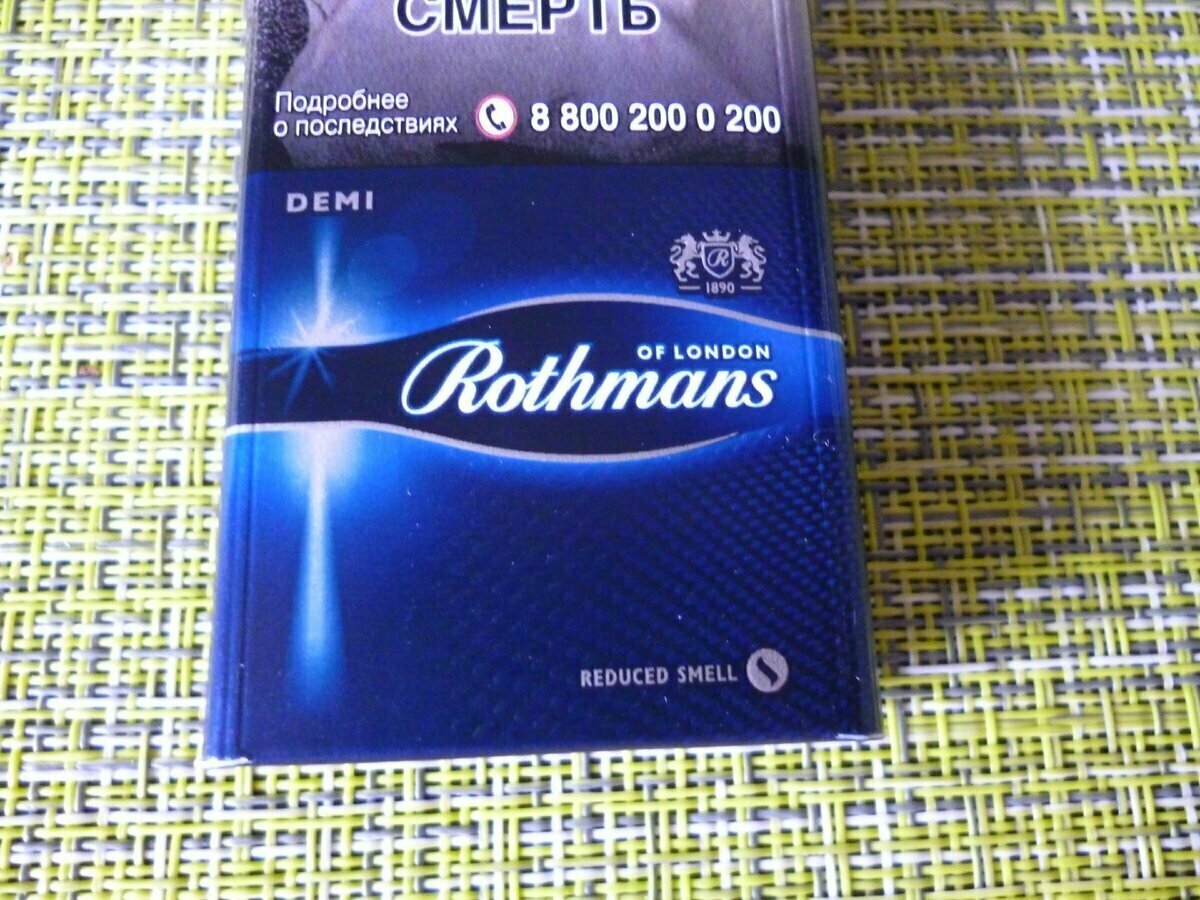 СМЕРТЬ
Подробнее
о последствиях
8 800 200 0 200
DEMI
R
1890
OF LONDON
Rothmans
REDUCED SMELL